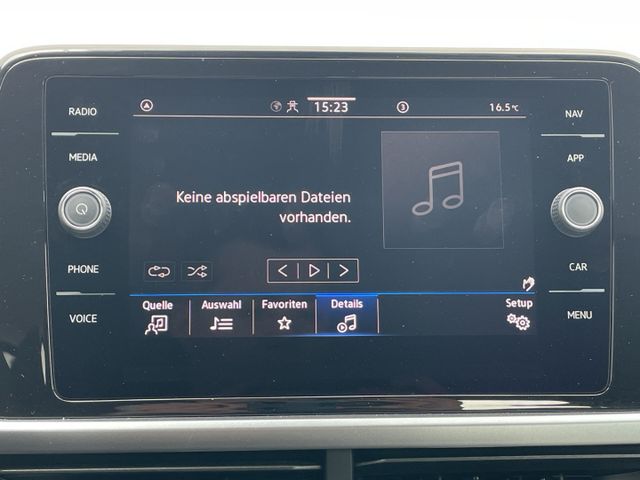 RADIO
MEDIA
PHONE
VOICE
15:23
3
16.5°C
Keine abspielbaren Dateien
vorhanden.
Quelle
Auswahl
Favoriten
Details
Setup
NAV
APP
CAR
MENU